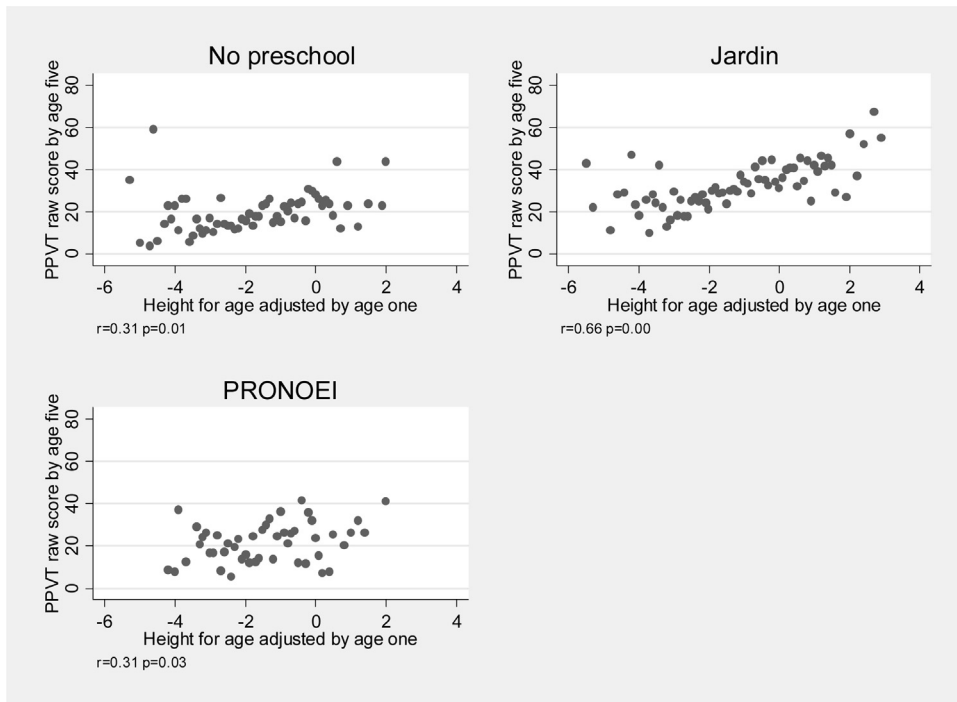 No preschool
PPVT raw score by age five
80
60
40
20
0
-6 -4 -2 0 2 4
Height for age adjusted by age one
r=0.31 p=0.01
Jardin
PPVT raw score by age five
80
60
40
20
0
-6 -4 -2 0 2 4
Height for age adjusted by age one
r=0.66 p=0.00
PRONOEI
PPVT raw score by age five
80
60
40
20
0
-6 -4 -2 0 2 4
Height for age adjusted by age one
r=0.31 p=0.03